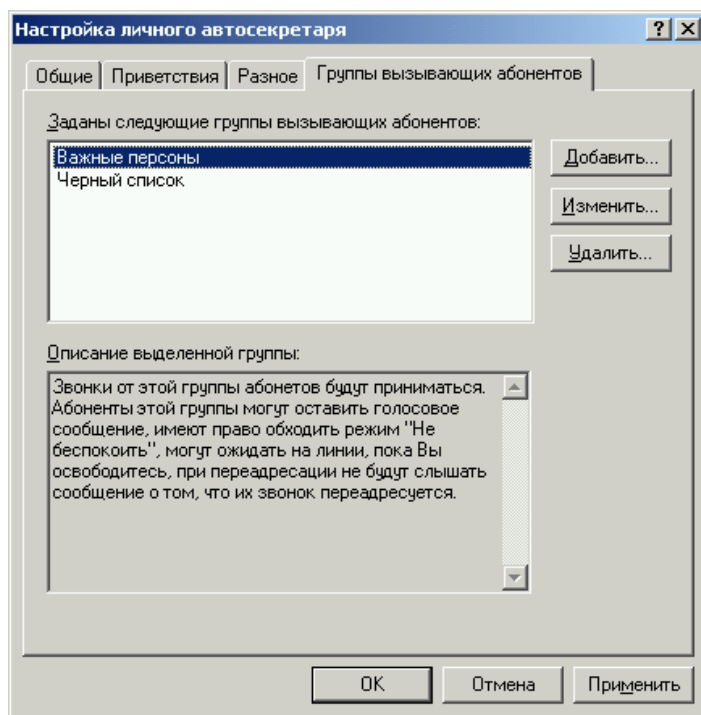 Настройка личного автосекретаря
Общие Приветствия Разное Группы вызывающих абонентов
Заданы следующие группы вызывающих абонентов:
Важные персоны
Добавить...
Черный список
Изменить...
Удалить...
Описание выделенной группы:
Звонки от этой группы абонетов будут приниматься.
Абоненты этой группы могут оставить голосовое
сообщение, имеют право обходить режим "Не
беспокоить", могут ожидать на линии, пока Вы
освободитесь, при переадресации не будут слышать
сообщение о том, что их звонок переадресуется.
OK Отмена Применить